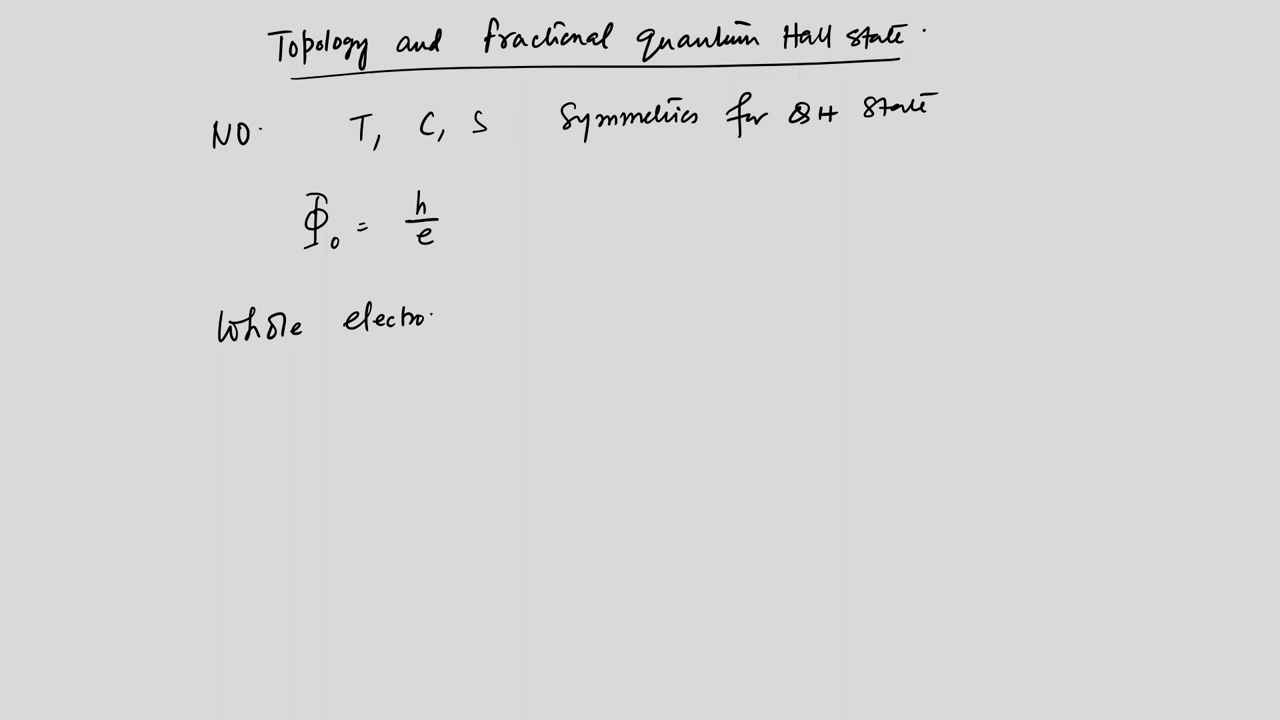 Topology and fractional quantum Hall state.
NO. T, C, S Symmetries for QH State
Φ₀ = h/e
Whole electro.